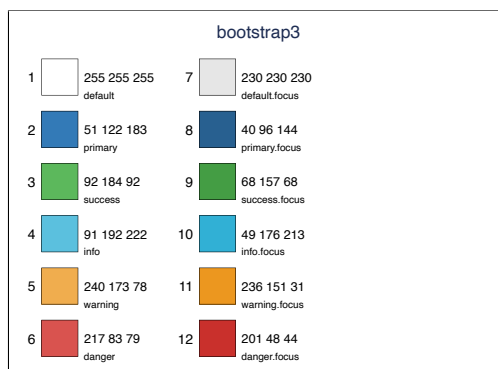 bootstrap3
1 255 255 255
default
2 51 122 183
primary
3 92 184 92
success
4 91 192 222
info
5 240 173 78
warning
6 217 83 79
danger
7 230 230 230
default.focus
8 40 96 144
primary.focus
9 68 157 68
success.focus
10 49 176 213
info.focus
11 236 151 31
warning.focus
12 201 48 44
danger.focus